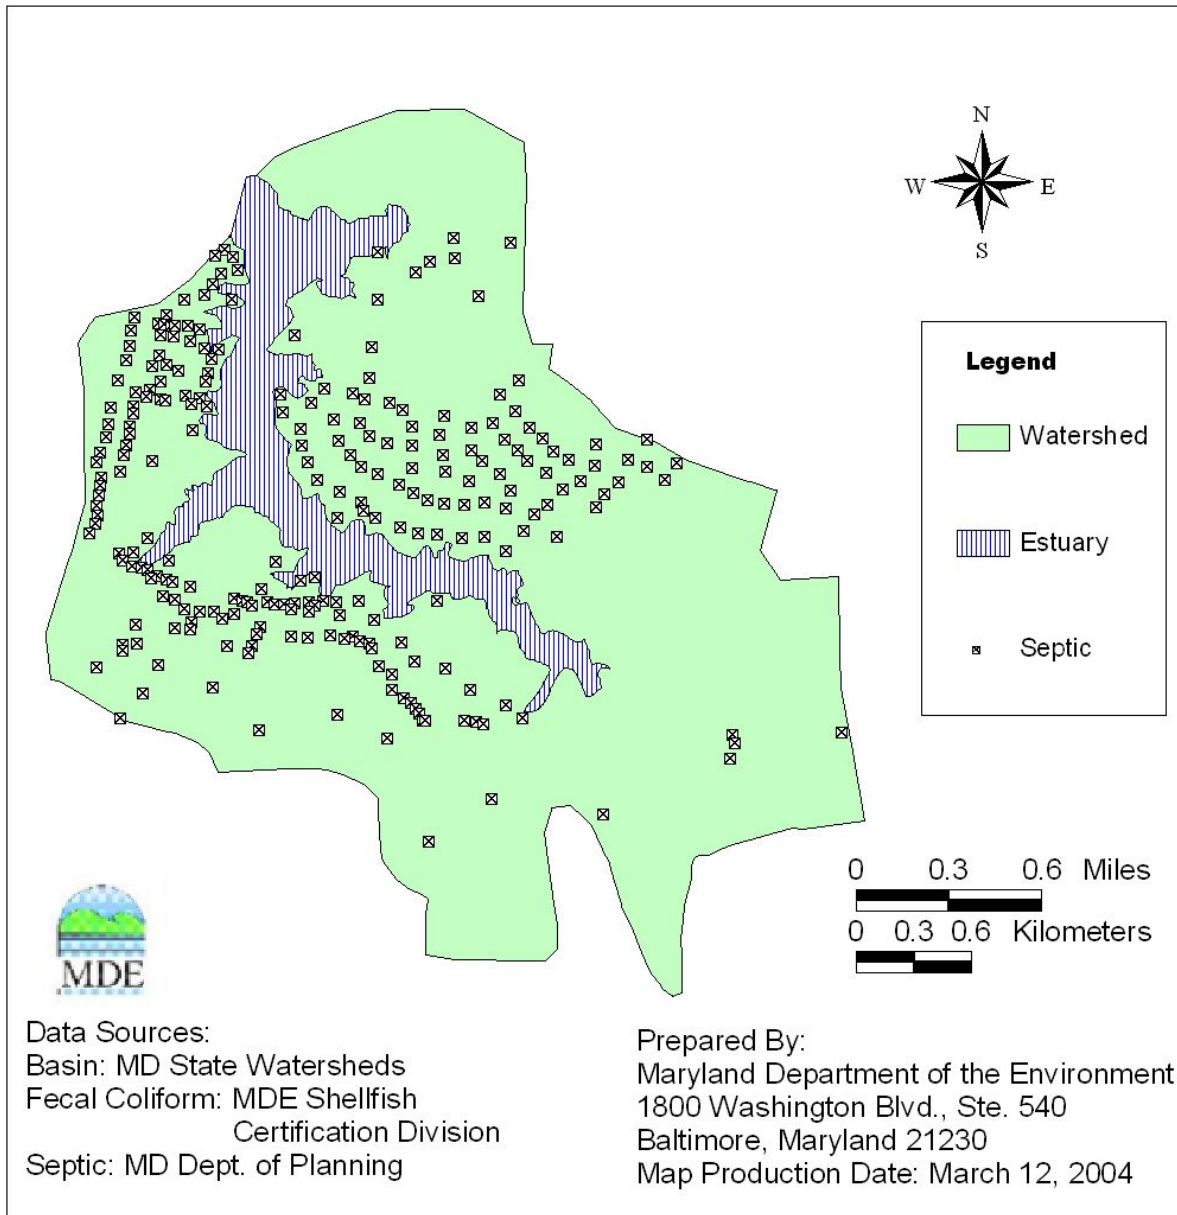 N
W E
S
Legend
Watershed
Estuary
Septic
0 0.3 0.6 Miles
0 0.3 0.6 Kilometers
MDE
Data Sources:
Basin: MD State Watersheds
Fecal Coliform: MDE Shellfish
Certification Division
Septic: MD Dept. of Planning
Prepared By:
Maryland Department of the Environment
1800 Washington Blvd., Ste. 540
Baltimore, Maryland 21230
Map Production Date: March 12, 2004